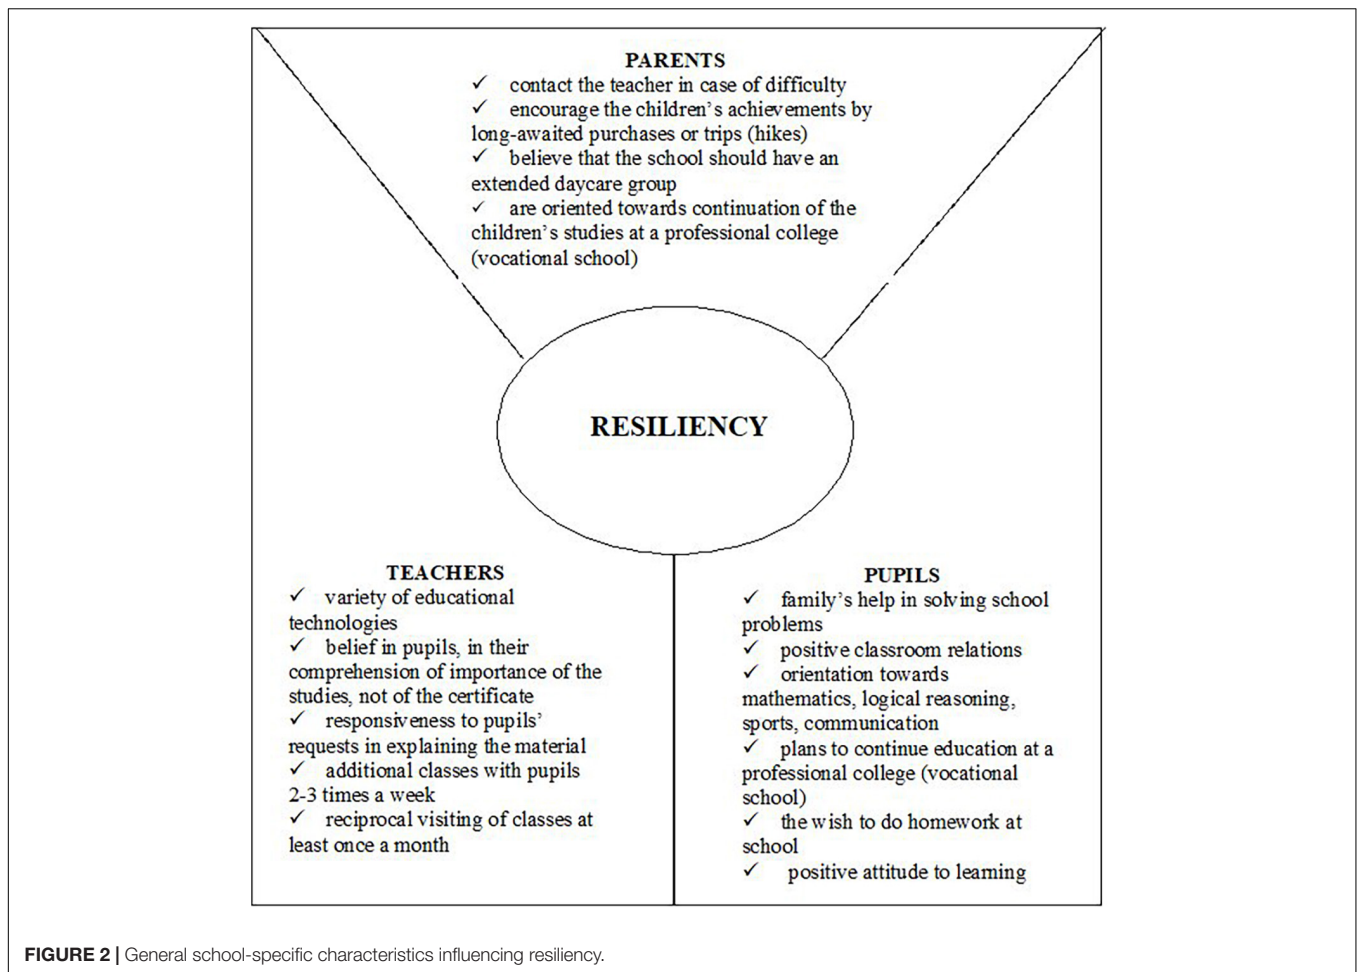 PARENTS
✓ contact the teacher in case of difficulty
✓ encourage the children's achievements by
long-awaited purchases or trips (hikes)
✓ believe that the school should have an
extended daycare group
✓ are oriented towards continuation of the
children's studies at a professional college
(vocational school)
RESILIENCY
TEACHERS
✓ variety of educational
technologies
✓ belief in pupils, in their
comprehension of importance of the
studies, not of the certificate
✓ responsiveness to pupils'
requests in explaining the material
✓ additional classes with pupils
2-3 times a week
✓ reciprocal visiting of classes at
least once a month
PUPILS
✓ family's help in solving school
problems
✓ positive classroom relations
✓ orientation towards
mathematics, logical reasoning,
sports, communication
✓ plans to continue education at a
professional college (vocational
school)
✓ the wish to do homework at
school
✓ positive attitude to learning
FIGURE 2 | General school-specific characteristics influencing resiliency.